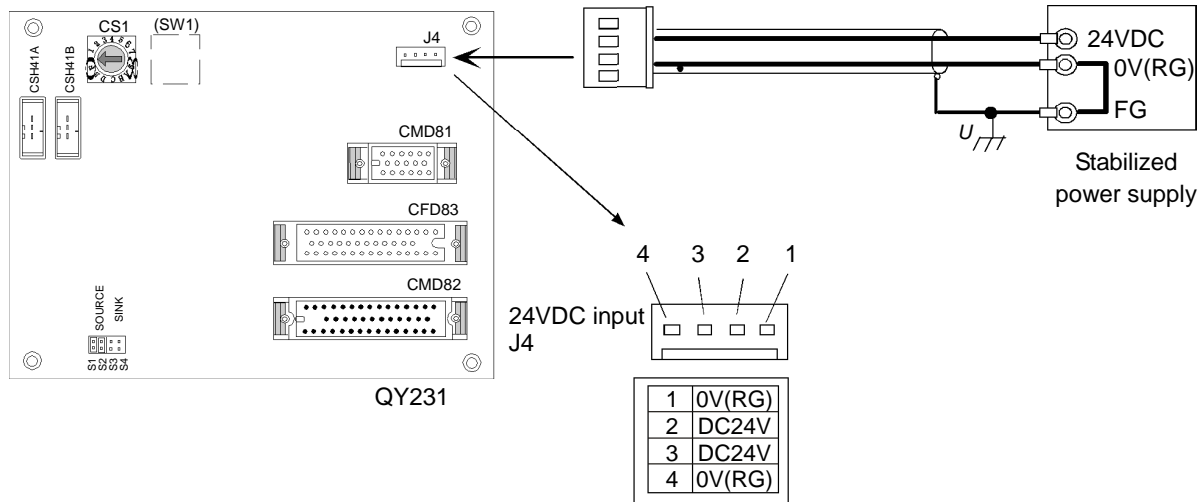 CS1
(SW1)
J4
CSH41A
CSH41B
CMD81
CFD83
CMD82
SOURCE
SINK
S1
S2
S3
S4
QY231
24VDC
0V(RG)
FG
U
Stabilized
power supply
4 3 2 1
24VDC input
J4
1 0V(RG)
2 DC24V
3 DC24V
4 0V(RG)